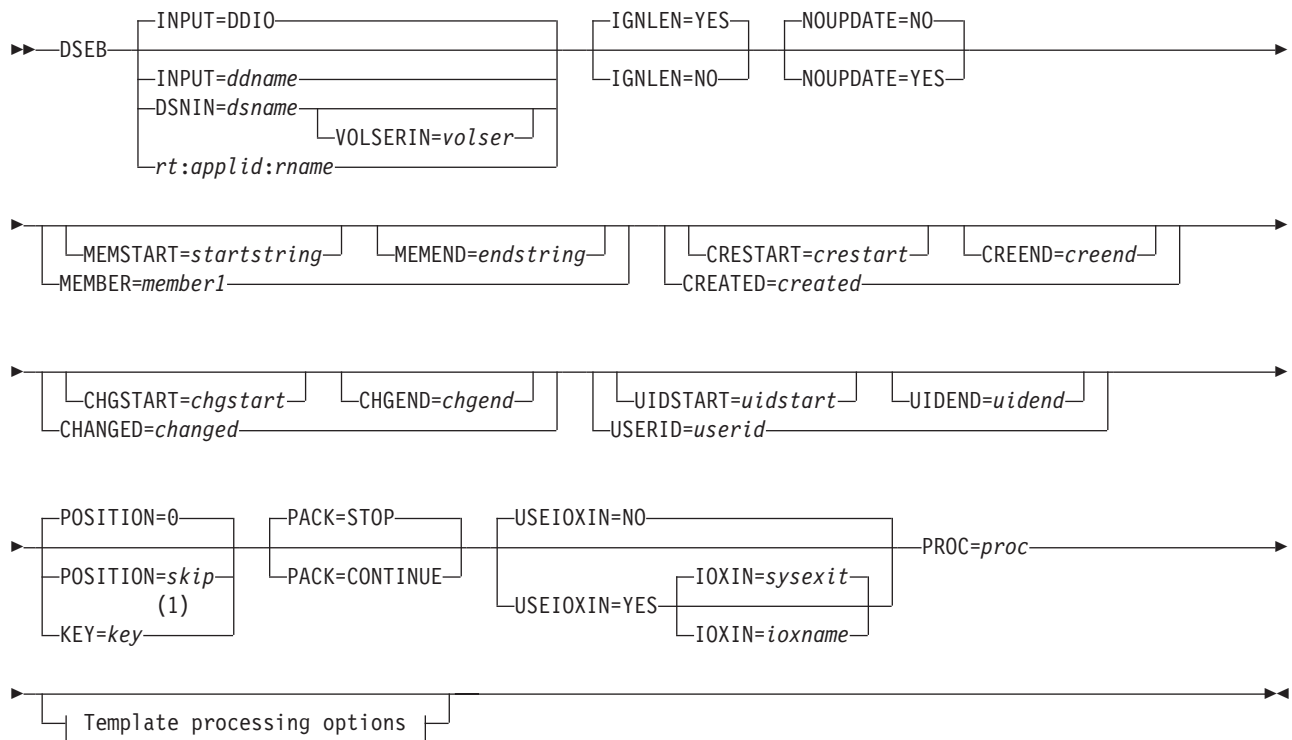 INPUT=DDIO IGNLEN=YES NOUPDATE=NO
DSEB
INPUT=ddname IGNLEN=NO NOUPDATE=YES
DSNIN=dsname
VOLSERIN=volser
rt:applid:rname
MEMSTART=startstring MEMEND=endstring CRESTART=crestart CREEND=creend
MEMBER=member1 CREATED=created
CHGSTART=chgstart CHGEND=chgend UIDSTART=uidstart UIDEND=uidend
CHANGED=changed USERID=userid
POSITION=0 PACK=STOP USEIOXIN=NO
PROC=proc
POSITION=skip PACK=CONTINUE IOXIN=sysexit
(1) USEIOXIN=YES
KEY=key IOXIN=ioxname
Template processing options